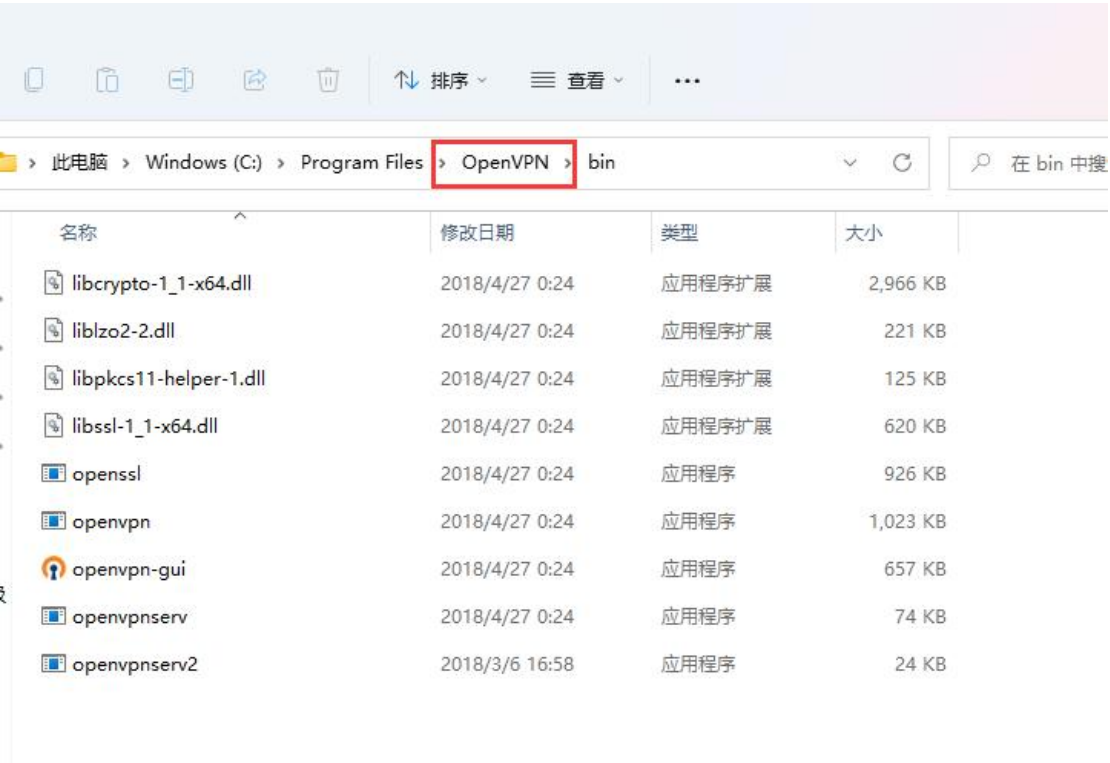 排序 查看
此电脑 Windows (C:) Program Files OpenVPN bin 在 bin 中搜
名称 修改日期 类型 大小
libcrypto-1_1-x64.dll 2018/4/27 0:24 应用程序扩展 2,966 KB
liblzo2-2.dll 2018/4/27 0:24 应用程序扩展 221 KB
libpkcs11-helper-1.dll 2018/4/27 0:24 应用程序扩展 125 KB
libssl-1_1-x64.dll 2018/4/27 0:24 应用程序扩展 620 KB
openssl 2018/4/27 0:24 应用程序 926 KB
openvpn 2018/4/27 0:24 应用程序 1,023 KB
openvpn-gui 2018/4/27 0:24 应用程序 657 KB
openvpnserv 2018/4/27 0:24 应用程序 74 KB
openvpnserv2 2018/3/6 16:58 应用程序 24 KB